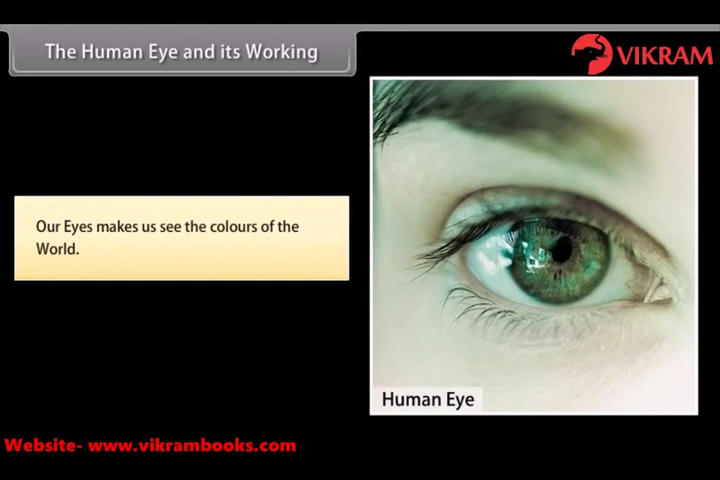 The Human Eye and its Working
VIKRAM
Our Eyes makes us see the colours of the
World.
Human Eye
Website- www.vikrambooks.com